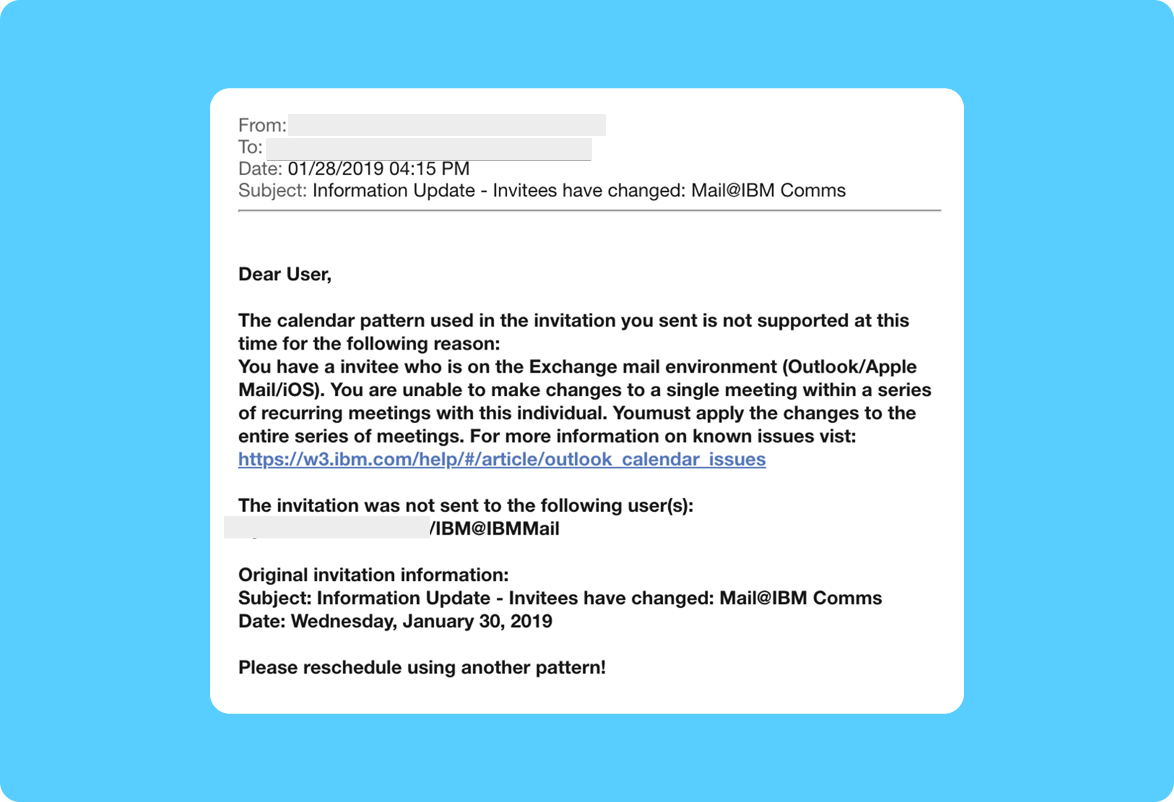 From:
To:
Date: 01/28/2019 04:15 PM
Subject: Information Update - Invitees have changed: Mail@IBM Comms
Dear User,
The calendar pattern used in the invitation you sent is not supported at this
time for the following reason:
You have a invitee who is on the Exchange mail environment (Outlook/Apple
Mail/iOS). You are unable to make changes to a single meeting within a series
of recurring meetings with this individual. Youmust apply the changes to the
entire series of meetings. For more information on known issues vist:
https://w3.ibm.com/help/#/article/outlook_calendar_issues
The invitation was not sent to the following user(s):
/IBM@IBMMail
Original invitation information:
Subject: Information Update - Invitees have changed: Mail@IBM Comms
Date: Wednesday, January 30, 2019
Please reschedule using another pattern!